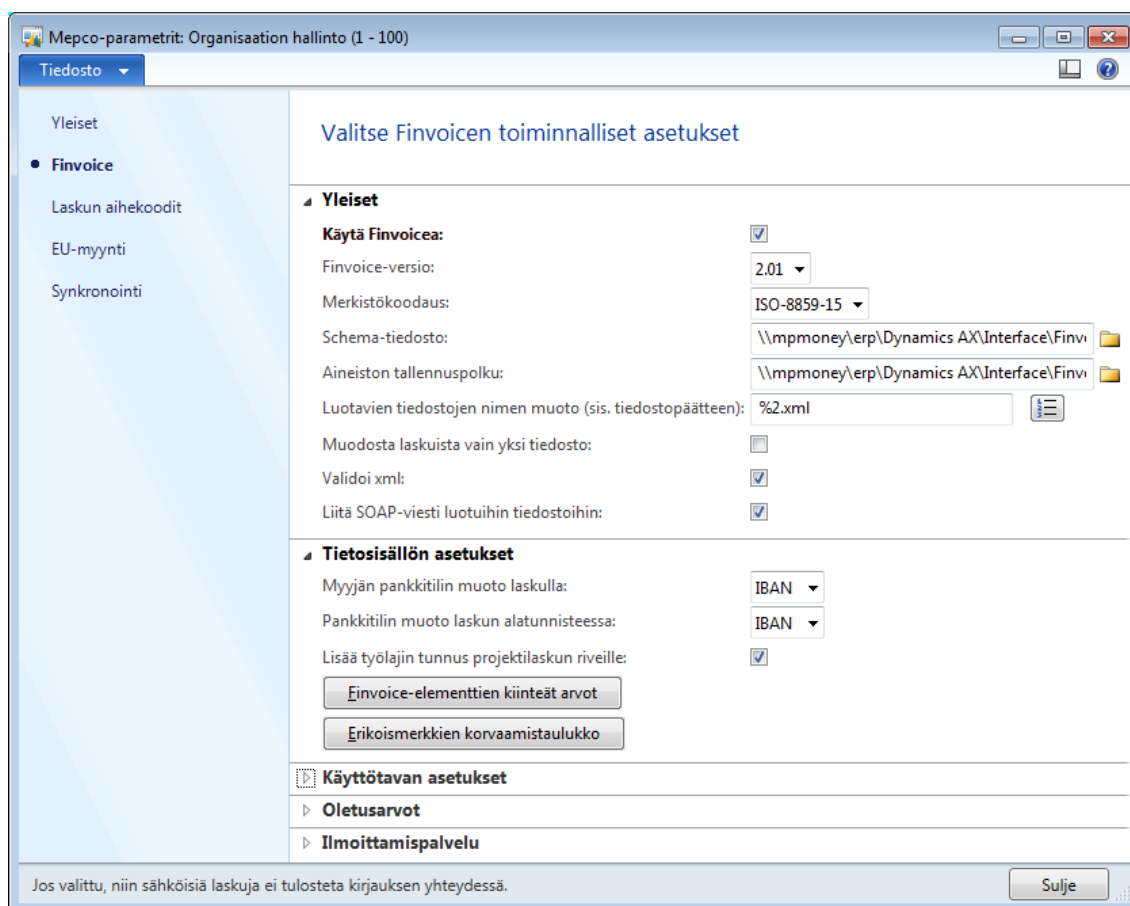 Mepco-parametrit: Organisaation hallinto (1 - 100)
Tiedosto
Yleiset
Finvoice
Laskun aihekoodit
EU-myynti
Synkronointi
Valitse Finvoicen toiminnalliset asetukset
Yleiset
Käytä Finvoicea:
Finvoice-versio: 2.01
Merkistökoodaus: ISO-8859-15
Schema-tiedosto: \\mpmoney\erp\Dynamics AX\Interface\Finv
Aineiston tallennuspolku: \\mpmoney\erp\Dynamics AX\Interface\Finv
Luotavien tiedostojen nimen muoto (sis. tiedostopäätteen): %2.xml
Muodosta laskuista vain yksi tiedosto:
Validoi xml:
Liitä SOAP-viesti luotuihin tiedostoihin:
Tietosisällön asetukset
Myyjän pankkitilin muoto laskulla: IBAN
Pankkitilin muoto laskun alatunnisteessa: IBAN
Lisää työlajin tunnus projektilaskun riveille:
Finvoice-elementtien kiinteät arvot
Erikoismerkkien korvaamistaulukko
Käyttötavan asetukset
Oletusarvot
Ilmoittamispalvelu
Jos valittu, niin sähköisiä laskuja ei tulosteta kirjauksen yhteydessä.
Sulje